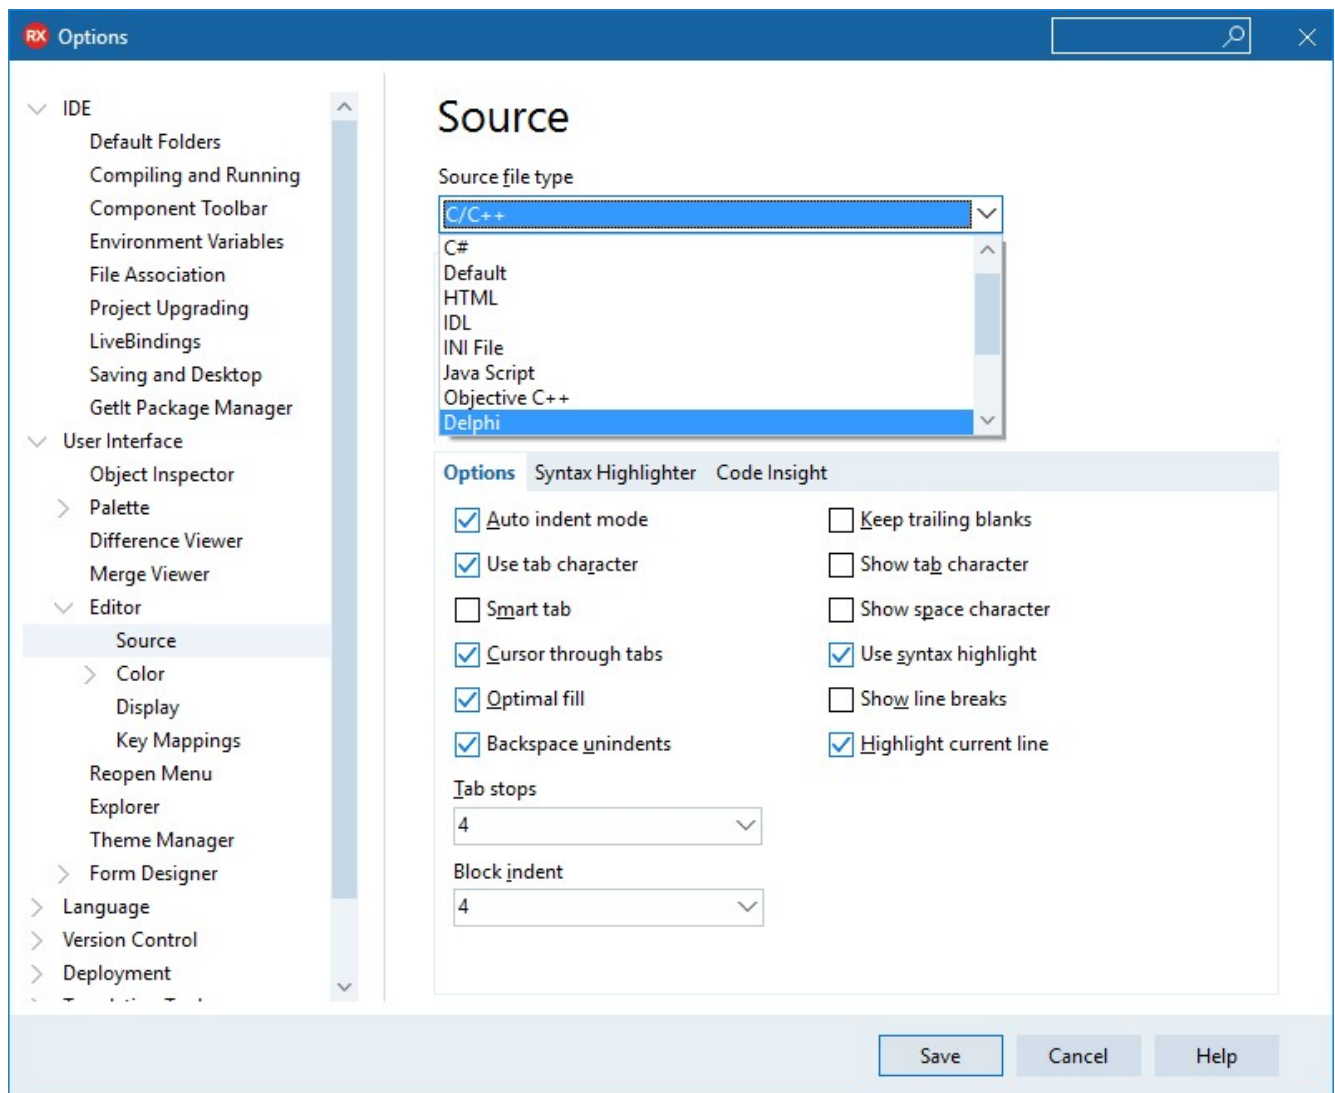 RX Options
IDE
Default Folders
Compiling and Running
Component Toolbar
Environment Variables
File Association
Project Upgrading
LiveBindings
Saving and Desktop
GetIt Package Manager
User Interface
Object Inspector
Palette
Difference Viewer
Merge Viewer
Editor
Source
Color
Display
Key Mappings
Reopen Menu
Explorer
Theme Manager
Form Designer
Language
Version Control
Deployment
Source
Source file type
C/C++
C#
Default
HTML
IDL
INI File
Java Script
Objective C++
Delphi
Options Syntax Highlighter Code Insight
Auto indent mode
Use tab character
Smart tab
Cursor through tabs
Optimal fill
Backspace unindents
Keep trailing blanks
Show tab character
Show space character
Use syntax highlight
Show line breaks
Highlight current line
Tab stops
4
Block indent
4
Save Cancel Help